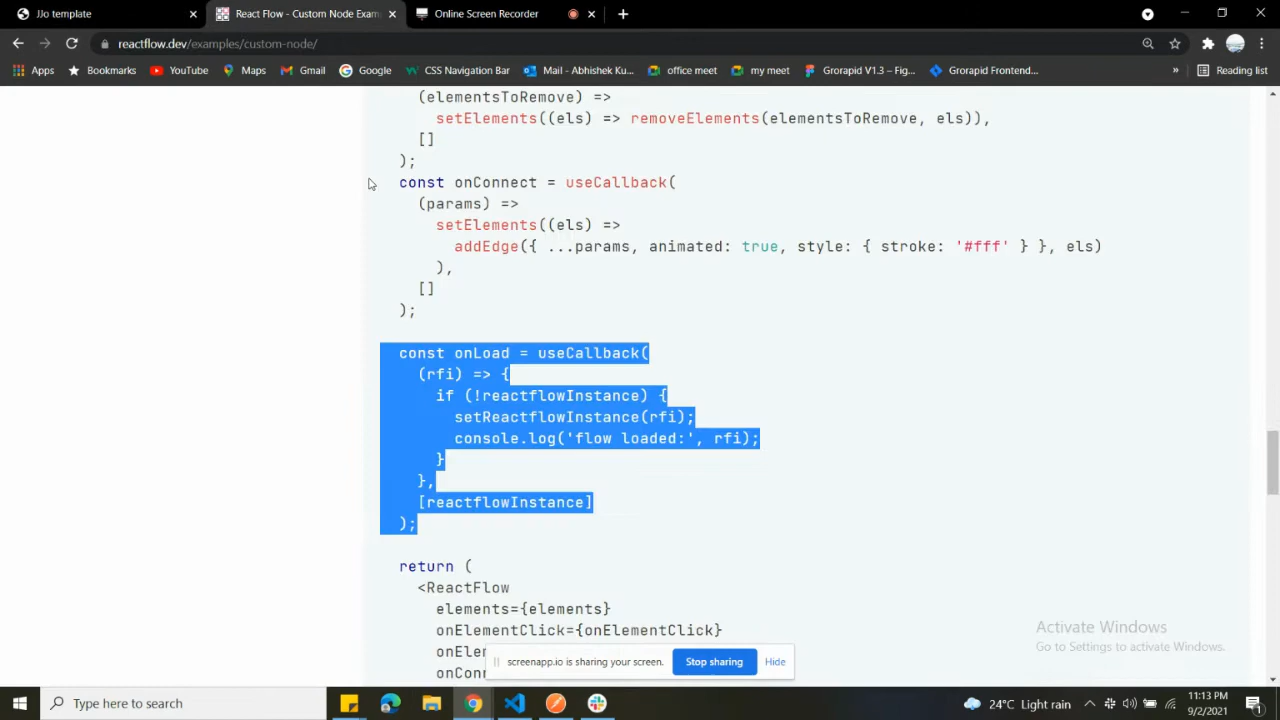 JJo template
React Flow - Custom Node Exam
Online Screen Recorder
reactflow.dev/examples/custom-node/
Apps
Bookmarks
YouTube
Maps
Gmail
Google
CSS Navigation Bar
Mail - Abhishek Ku...
office meet
my meet
Grorapid V1.3 – Fig...
Grorapid Frontend...
»
Reading list
(elementsToRemove) =>
setElements((els) => removeElements(elementsToRemove, els)),
[]
);
const onConnect = useCallback(
(params) =>
setElements((els) =>
addEdge({ ...params, animated: true, style: { stroke: '#fff' } }, els)
),
[]
);
const onLoad = useCallback(
(rfi) => {
if (!reactflowInstance) {
setReactflowInstance(rfi);
console.log('flow loaded:', rfi);
}
},
[reactflowInstance]
);
return (
<ReactFlow
elements={elements}
onElementClick={onElementClick}
onElem
onConn
screenapp.io is sharing your screen.
Stop sharing
Hide
Activate Windows
Go to Settings to activate Windows.
Type here to search
24°C Light rain
11:13 PM
9/2/2021
1